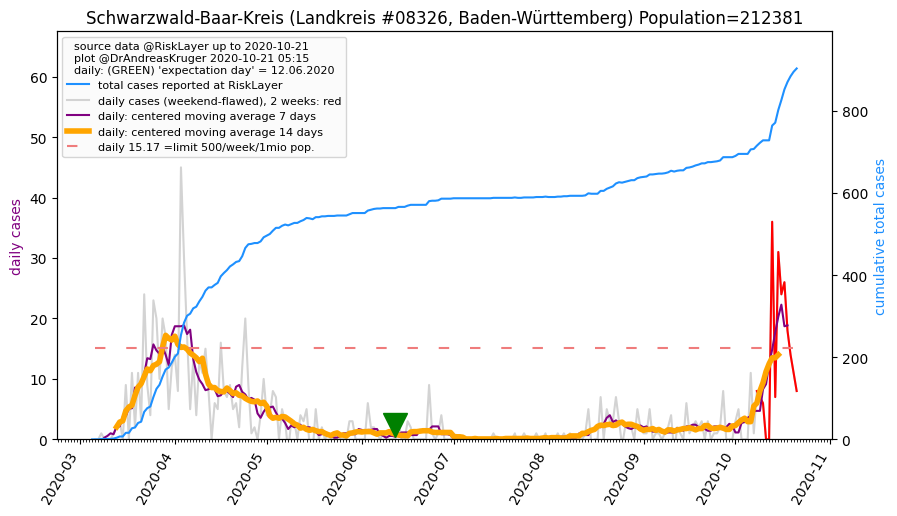 Schwarzwald-Baar-Kreis (Landkreis #08326, Baden-Württemberg) Population=212381
source data @RiskLayer up to 2020-10-21
plot @DrAndreasKruger 2020-10-21 05:15
daily: (GREEN) 'expectation day' = 12.06.2020
total cases reported at RiskLayer
daily cases (weekend-flawed), 2 weeks: red
daily: centered moving average 7 days
daily: centered moving average 14 days
daily 15.17 =limit 500/week/1mio pop.
daily cases
60
50
40
30
20
10
0
cumulative total cases
800
600
400
200
0
2020-03
2020-04
2020-05
2020-06
2020-07
2020-08
2020-09
2020-10
2020-11